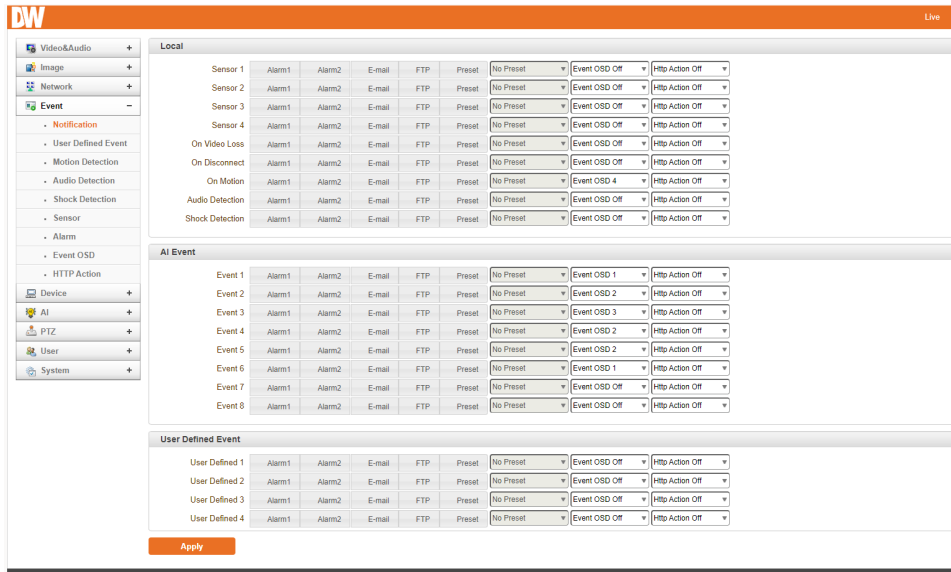 DW
Live
Video&Audio +
Image +
Network +
Event −
Notification
User Defined Event
Motion Detection
Audio Detection
Shock Detection
Sensor
Alarm
Event OSD
HTTP Action
Device +
AI +
PTZ +
User +
System +
Local
Sensor 1 Alarm1 Alarm2 E-mail FTP Preset No Preset Event OSD Off Http Action Off
Sensor 2 Alarm1 Alarm2 E-mail FTP Preset No Preset Event OSD Off Http Action Off
Sensor 3 Alarm1 Alarm2 E-mail FTP Preset No Preset Event OSD Off Http Action Off
Sensor 4 Alarm1 Alarm2 E-mail FTP Preset No Preset Event OSD Off Http Action Off
On Video Loss Alarm1 Alarm2 E-mail FTP Preset No Preset Event OSD Off Http Action Off
On Disconnect Alarm1 Alarm2 E-mail FTP Preset No Preset Event OSD Off Http Action Off
On Motion Alarm1 Alarm2 E-mail FTP Preset No Preset Event OSD 4 Http Action Off
Audio Detection Alarm1 Alarm2 E-mail FTP Preset No Preset Event OSD Off Http Action Off
Shock Detection Alarm1 Alarm2 E-mail FTP Preset No Preset Event OSD Off Http Action Off
AI Event
Event 1 Alarm1 Alarm2 E-mail FTP Preset No Preset Event OSD 1 Http Action Off
Event 2 Alarm1 Alarm2 E-mail FTP Preset No Preset Event OSD 2 Http Action Off
Event 3 Alarm1 Alarm2 E-mail FTP Preset No Preset Event OSD 3 Http Action Off
Event 4 Alarm1 Alarm2 E-mail FTP Preset No Preset Event OSD 2 Http Action Off
Event 5 Alarm1 Alarm2 E-mail FTP Preset No Preset Event OSD 2 Http Action Off
Event 6 Alarm1 Alarm2 E-mail FTP Preset No Preset Event OSD 1 Http Action Off
Event 7 Alarm1 Alarm2 E-mail FTP Preset No Preset Event OSD Off Http Action Off
Event 8 Alarm1 Alarm2 E-mail FTP Preset No Preset Event OSD Off Http Action Off
User Defined Event
User Defined 1 Alarm1 Alarm2 E-mail FTP Preset No Preset Event OSD Off Http Action Off
User Defined 2 Alarm1 Alarm2 E-mail FTP Preset No Preset Event OSD Off Http Action Off
User Defined 3 Alarm1 Alarm2 E-mail FTP Preset No Preset Event OSD Off Http Action Off
User Defined 4 Alarm1 Alarm2 E-mail FTP Preset No Preset Event OSD Off Http Action Off
Apply